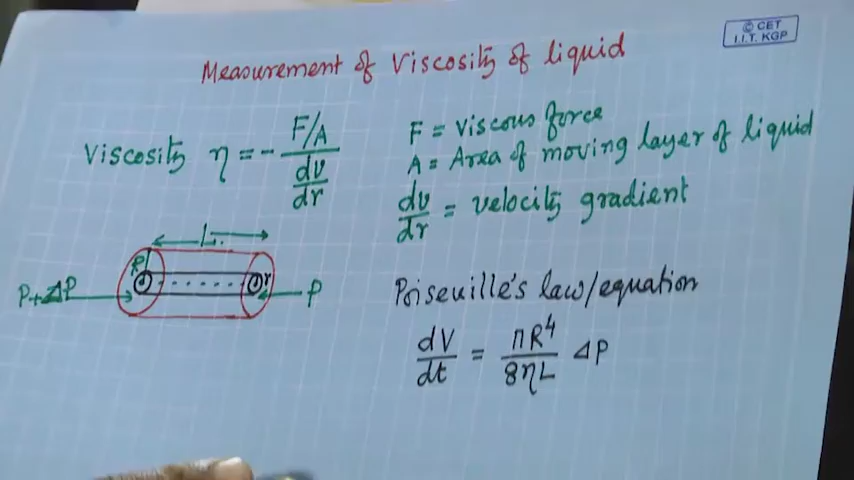 © CET
I.I.T. KGP
Measurement of Viscosity of liquid
Viscosity η = - F/A / dv/dr
F = Viscous force
A = Area of moving layer of liquid
dv/dr = velocity gradient
L
R
r
P+ΔP
P
Poiseuille's law/equation
dV/dt = πR⁴/8ηL ΔP